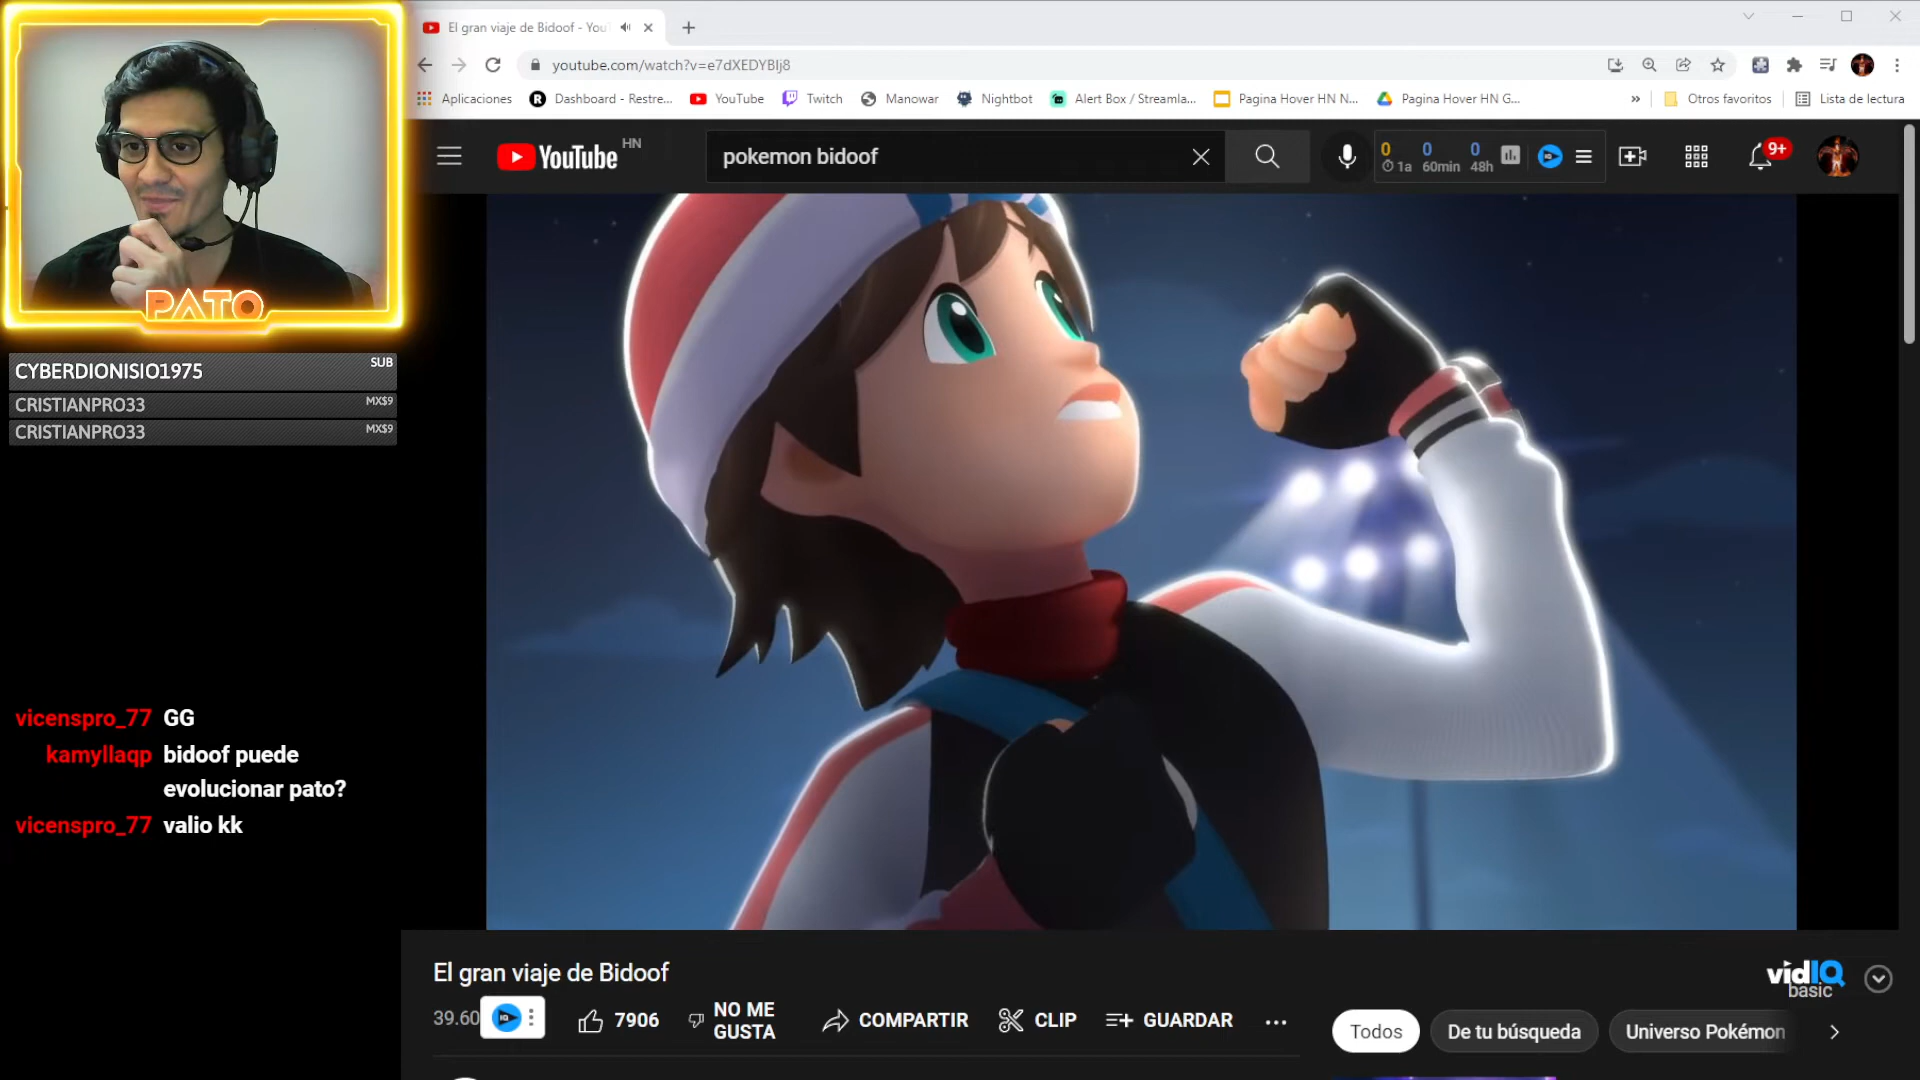 El gran viaje de Bidoof - You
youtube.com/watch?v=e7dXEDYBIj8
Aplicaciones
Dashboard - Restre...
YouTube
Twitch
Manowar
Nightbot
Alert Box / Streamla...
Pagina Hover HN N...
Pagina Hover HN G...
»
Otros favoritos
Lista de lectura
YouTube HN
pokemon bidoof
0 0 0
1a 60min 48h
9+
PATO
CYBERDIONISIO1975 SUB
CRISTIANPRO33 MX$9
CRISTIANPRO33 MX$9
vicenspro_77 GG
kamyllaqp bidoof puede
evolucionar pato?
vicenspro_77 valio kk
El gran viaje de Bidoof
vidIQ
basic
39.60
IQ
7906
NO ME
GUSTA
COMPARTIR
CLIP
GUARDAR
Todos
De tu búsqueda
Universo Pokémon